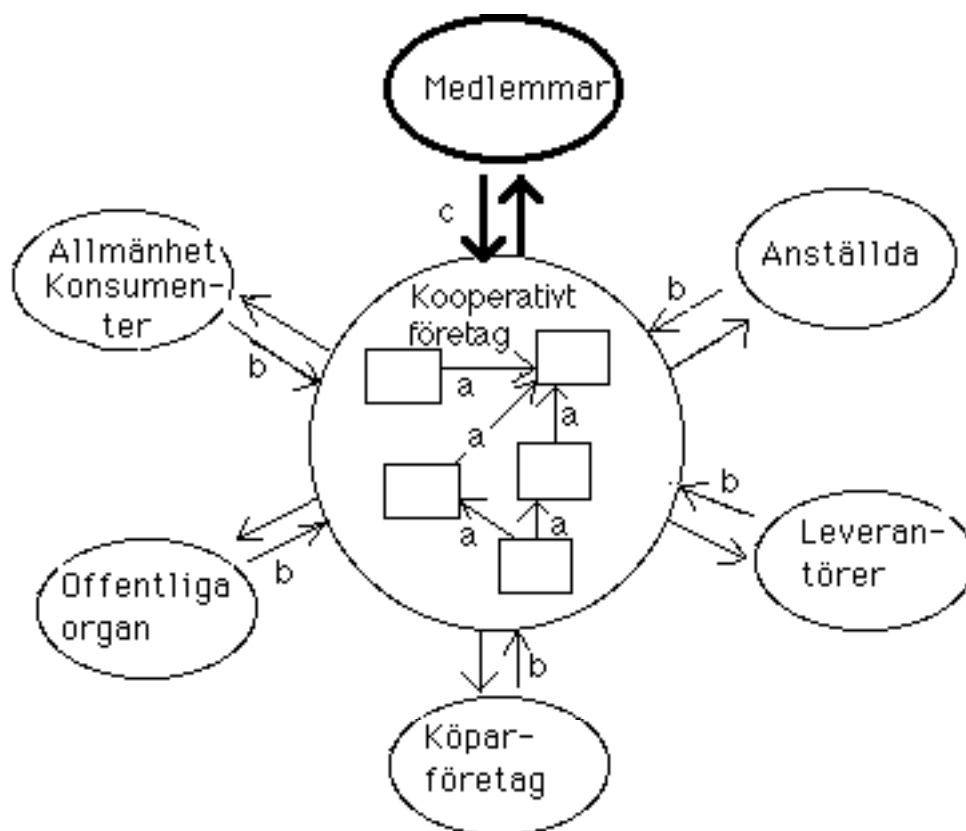 Medlemmar
c
Allmänhet
Konsumen-
ter
b
Anställda
b
Kooperativt
företag
a
a
a
a
a
Offentliga
organ
b
Leveran-
törer
b
Köpar-
företag
b